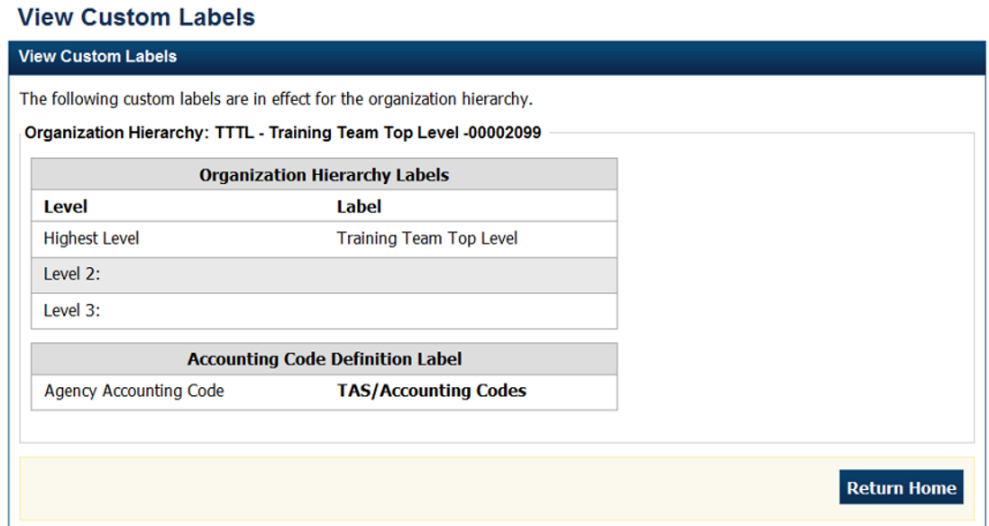 View Custom Labels
View Custom Labels
The following custom labels are in effect for the organization hierarchy.
Organization Hierarchy: TTTL - Training Team Top Level -00002099
Organization Hierarchy Labels
Level Label
Highest Level Training Team Top Level
Level 2:
Level 3:
Accounting Code Definition Label
Agency Accounting Code TAS/Accounting Codes
Return Home